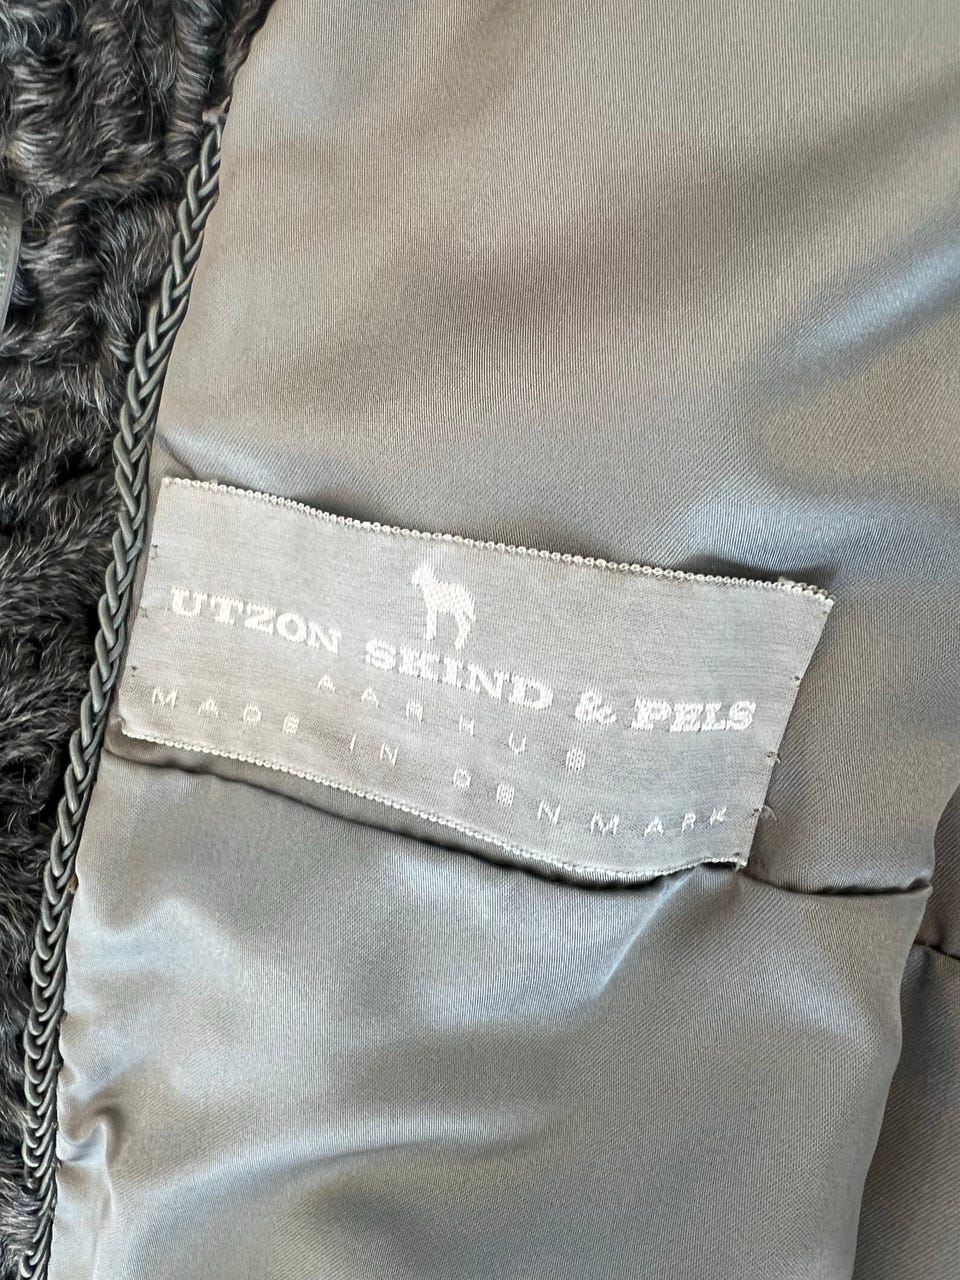 UTZON SKIND & PELS
AARHUS
MADE IN DENMARK